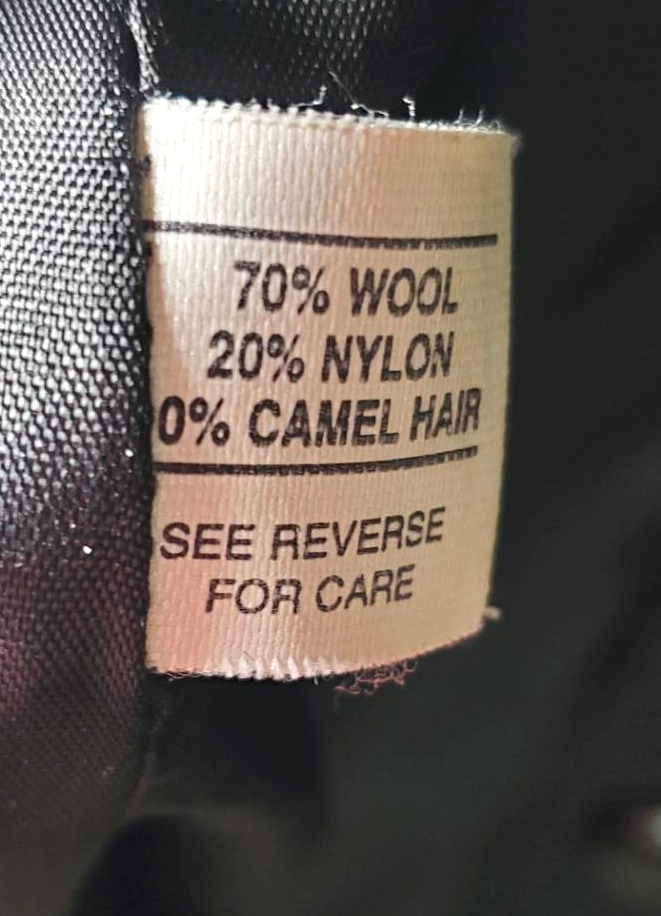 70% WOOL
20% NYLON
0% CAMEL HAIR
SEE REVERSE
FOR CARE